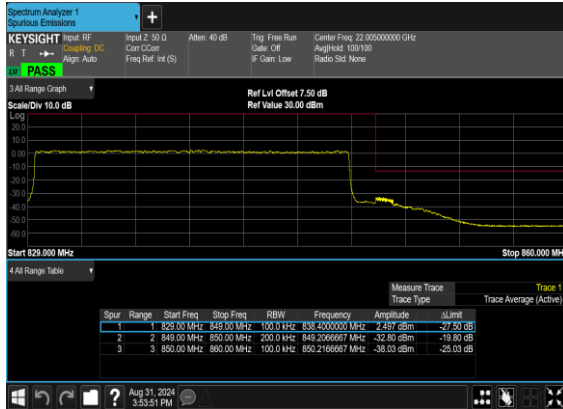 Spectrum Analyzer 1
Spurious Emissions
+
KEYSIGHT Input: RF Input Z: 50 Ω Atten: 40 dB Trig: Free Run Center Freq: 22.005000000 GHz
R T Coupling: DC Corr CCorr Gate: Off Avg|Hold: 100/100
Align: Auto Freq Ref: Int (S) IF Gain: Low Radio Std: None
LXI PASS
3 All Range Graph
Ref Lvl Offset 7.50 dB
Scale/Div 10.0 dB Ref Value 30.00 dBm
Log
20.0
10.0
0.00
-10.0
-20.0
-30.0
-40.0
-50.0
-60.0
Start 829.000 MHz Stop 860.000 MH
4 All Range Table
Measure Trace Trace 1
Trace Type Trace Average (Active)
Spur Range Start Freq Stop Freq RBW Frequency Amplitude ΔLimit
1 1 829.00 MHz 849.00 MHz 100.0 kHz 838.4000000 MHz 2.497 dBm -27.50 dB
2 2 849.00 MHz 850.00 MHz 200.0 kHz 849.2066667 MHz -32.80 dBm -19.80 dB
3 3 850.00 MHz 860.00 MHz 100.0 kHz 850.2166667 MHz -38.03 dBm -25.03 dB
? Aug 31, 2024
3:53:51 PM